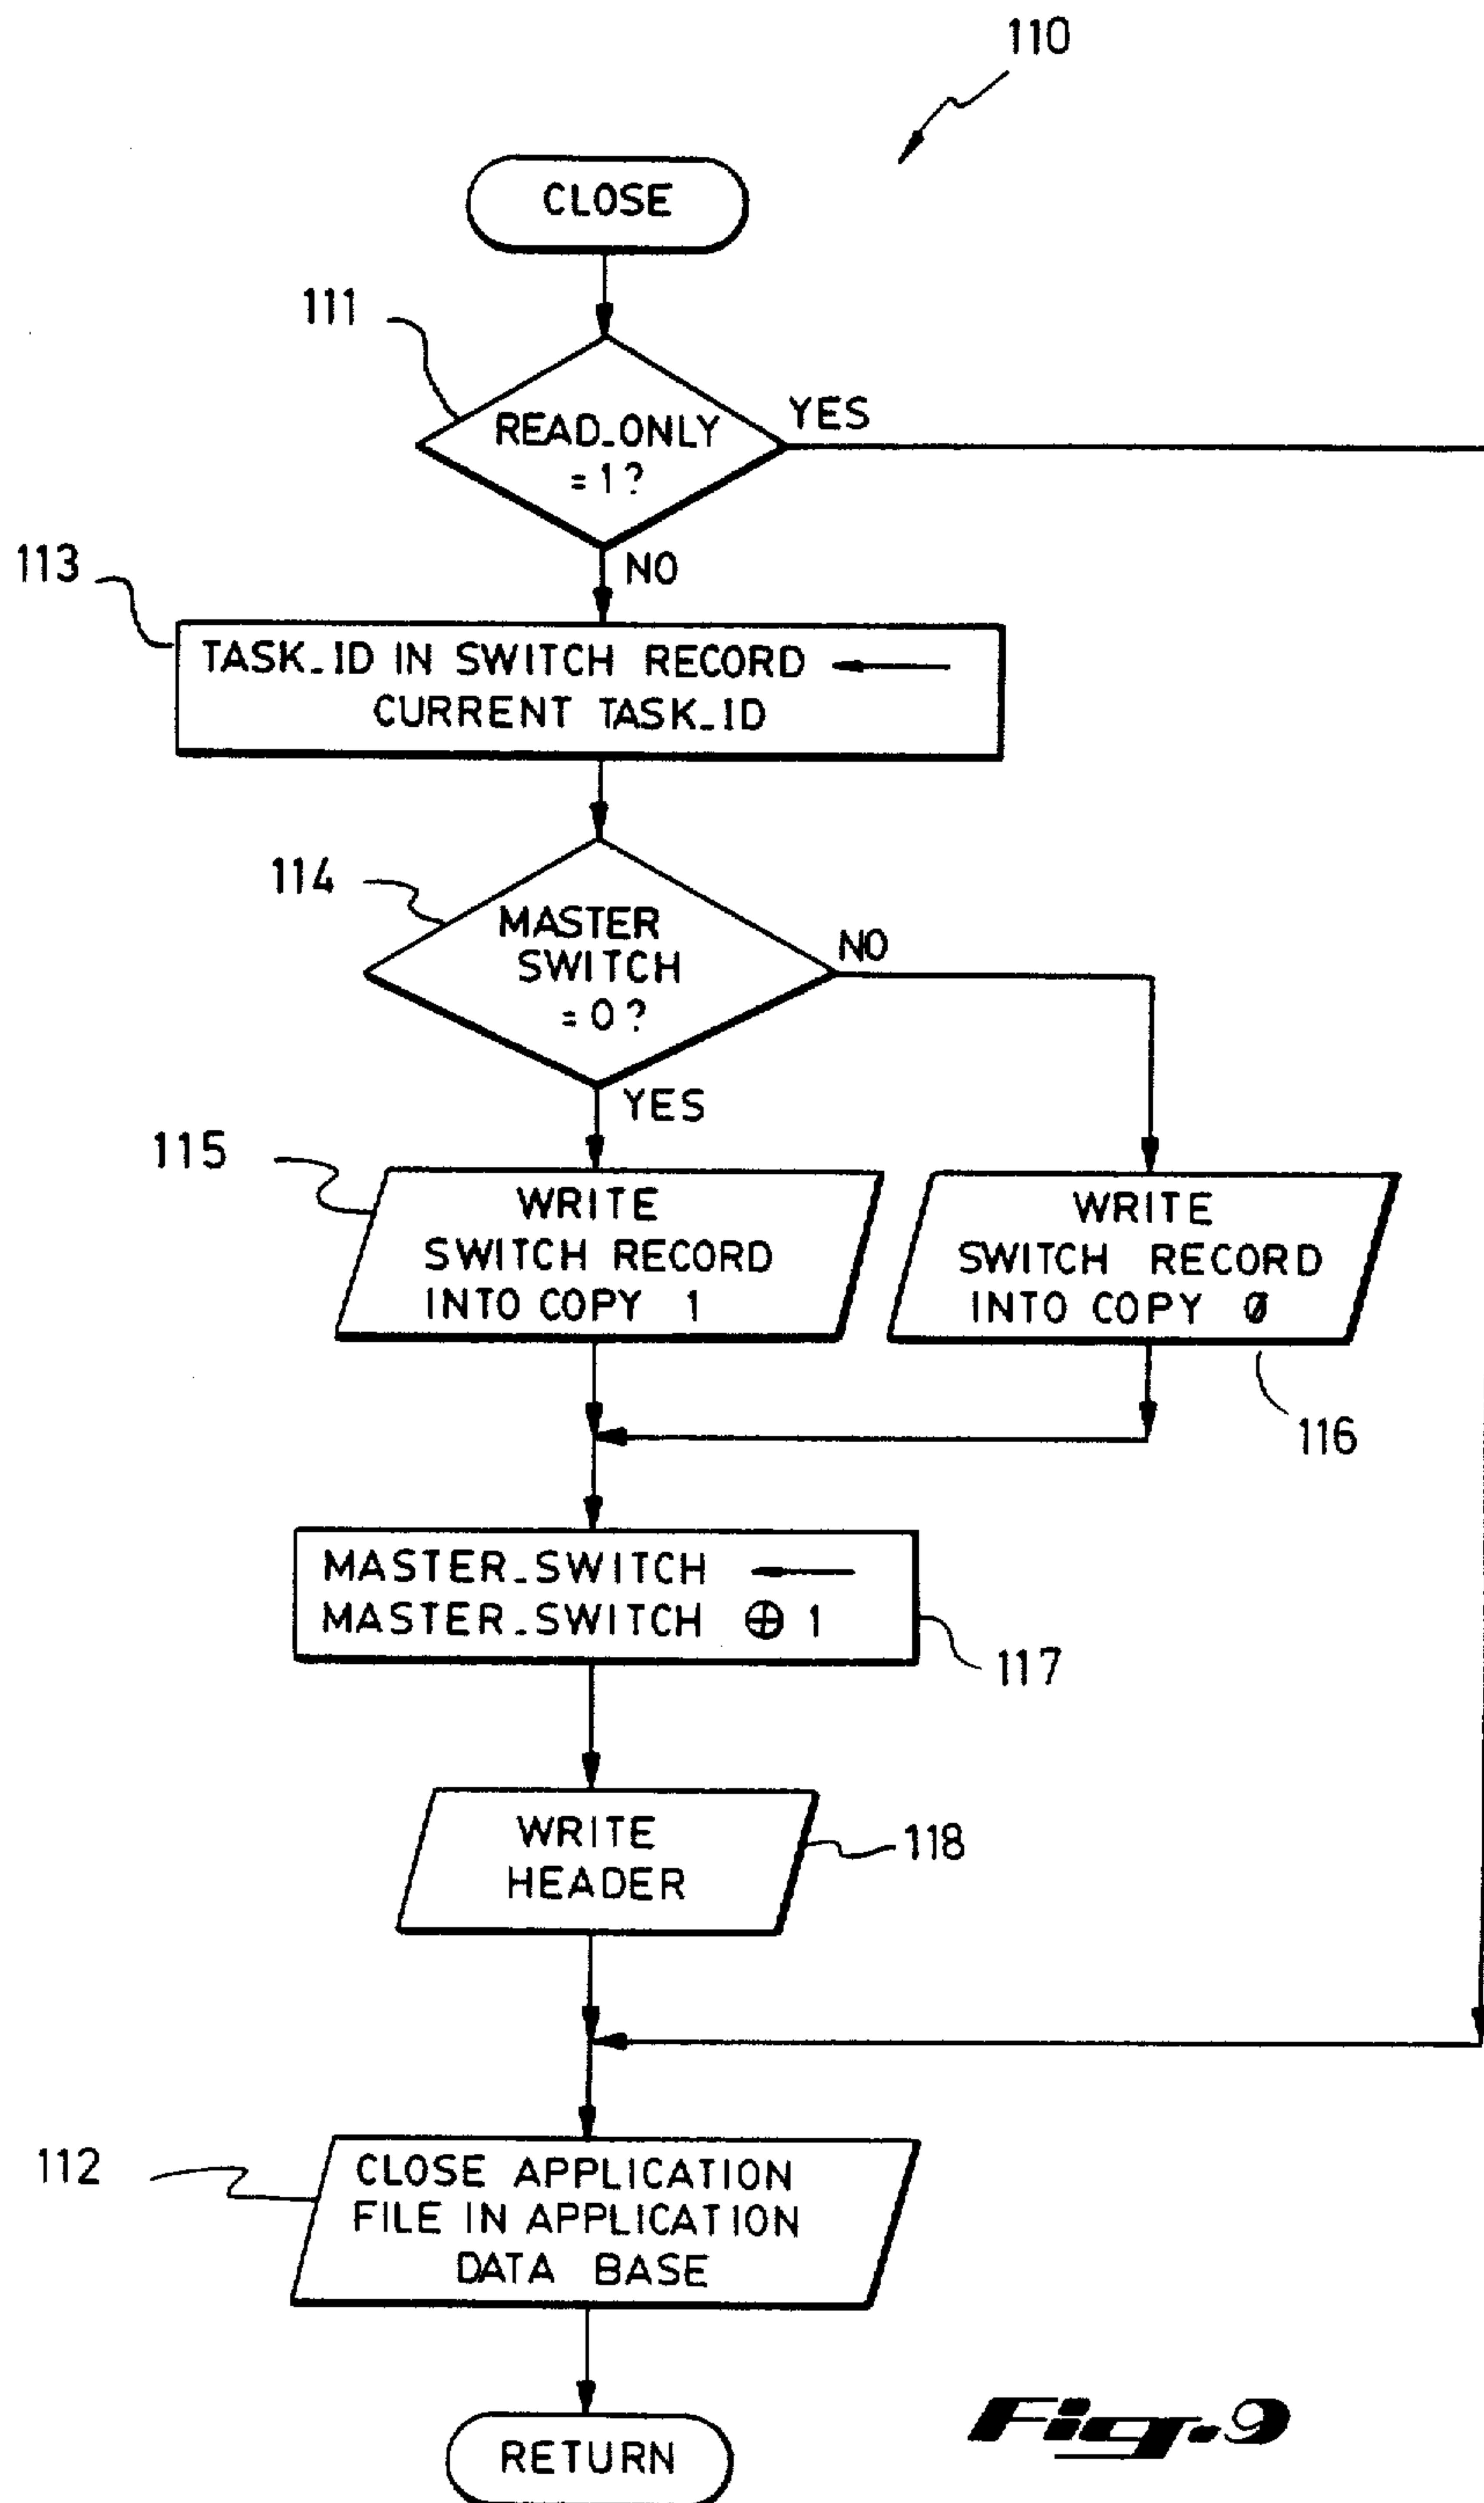 110
CLOSE
111
READ_ONLY
=1?
YES
NO
113
TASK_ID IN SWITCH RECORD ←
CURRENT TASK_ID
114
MASTER
SWITCH
=0?
NO
YES
115
WRITE
SWITCH RECORD
INTO COPY 1
WRITE
SWITCH RECORD
INTO COPY 0
116
MASTER_SWITCH ←
MASTER_SWITCH ⊕ 1
117
WRITE
HEADER
118
112
CLOSE APPLICATION
FILE IN APPLICATION
DATA BASE
RETURN
Fig.9